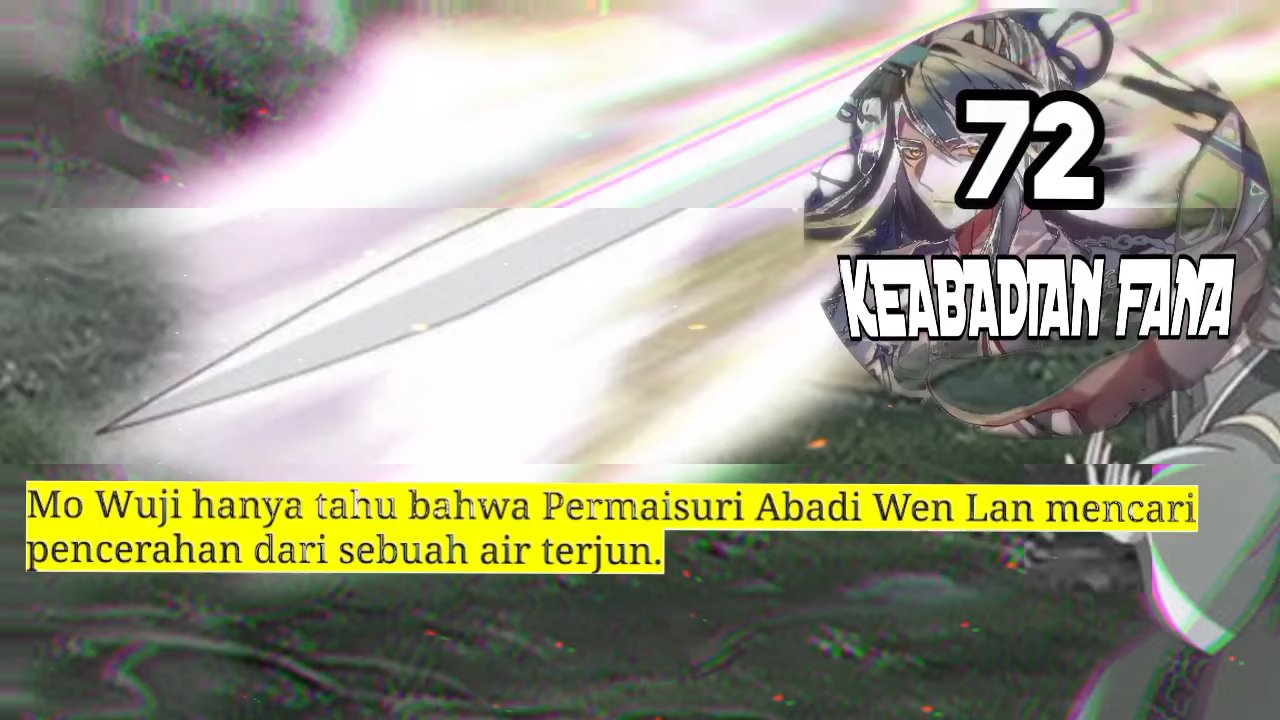 72
KEABADIAN FANA
Mo Wuji hanya tahu bahwa Permaisuri Abadi Wen Lan mencari
pencerahan dari sebuah air terjun.